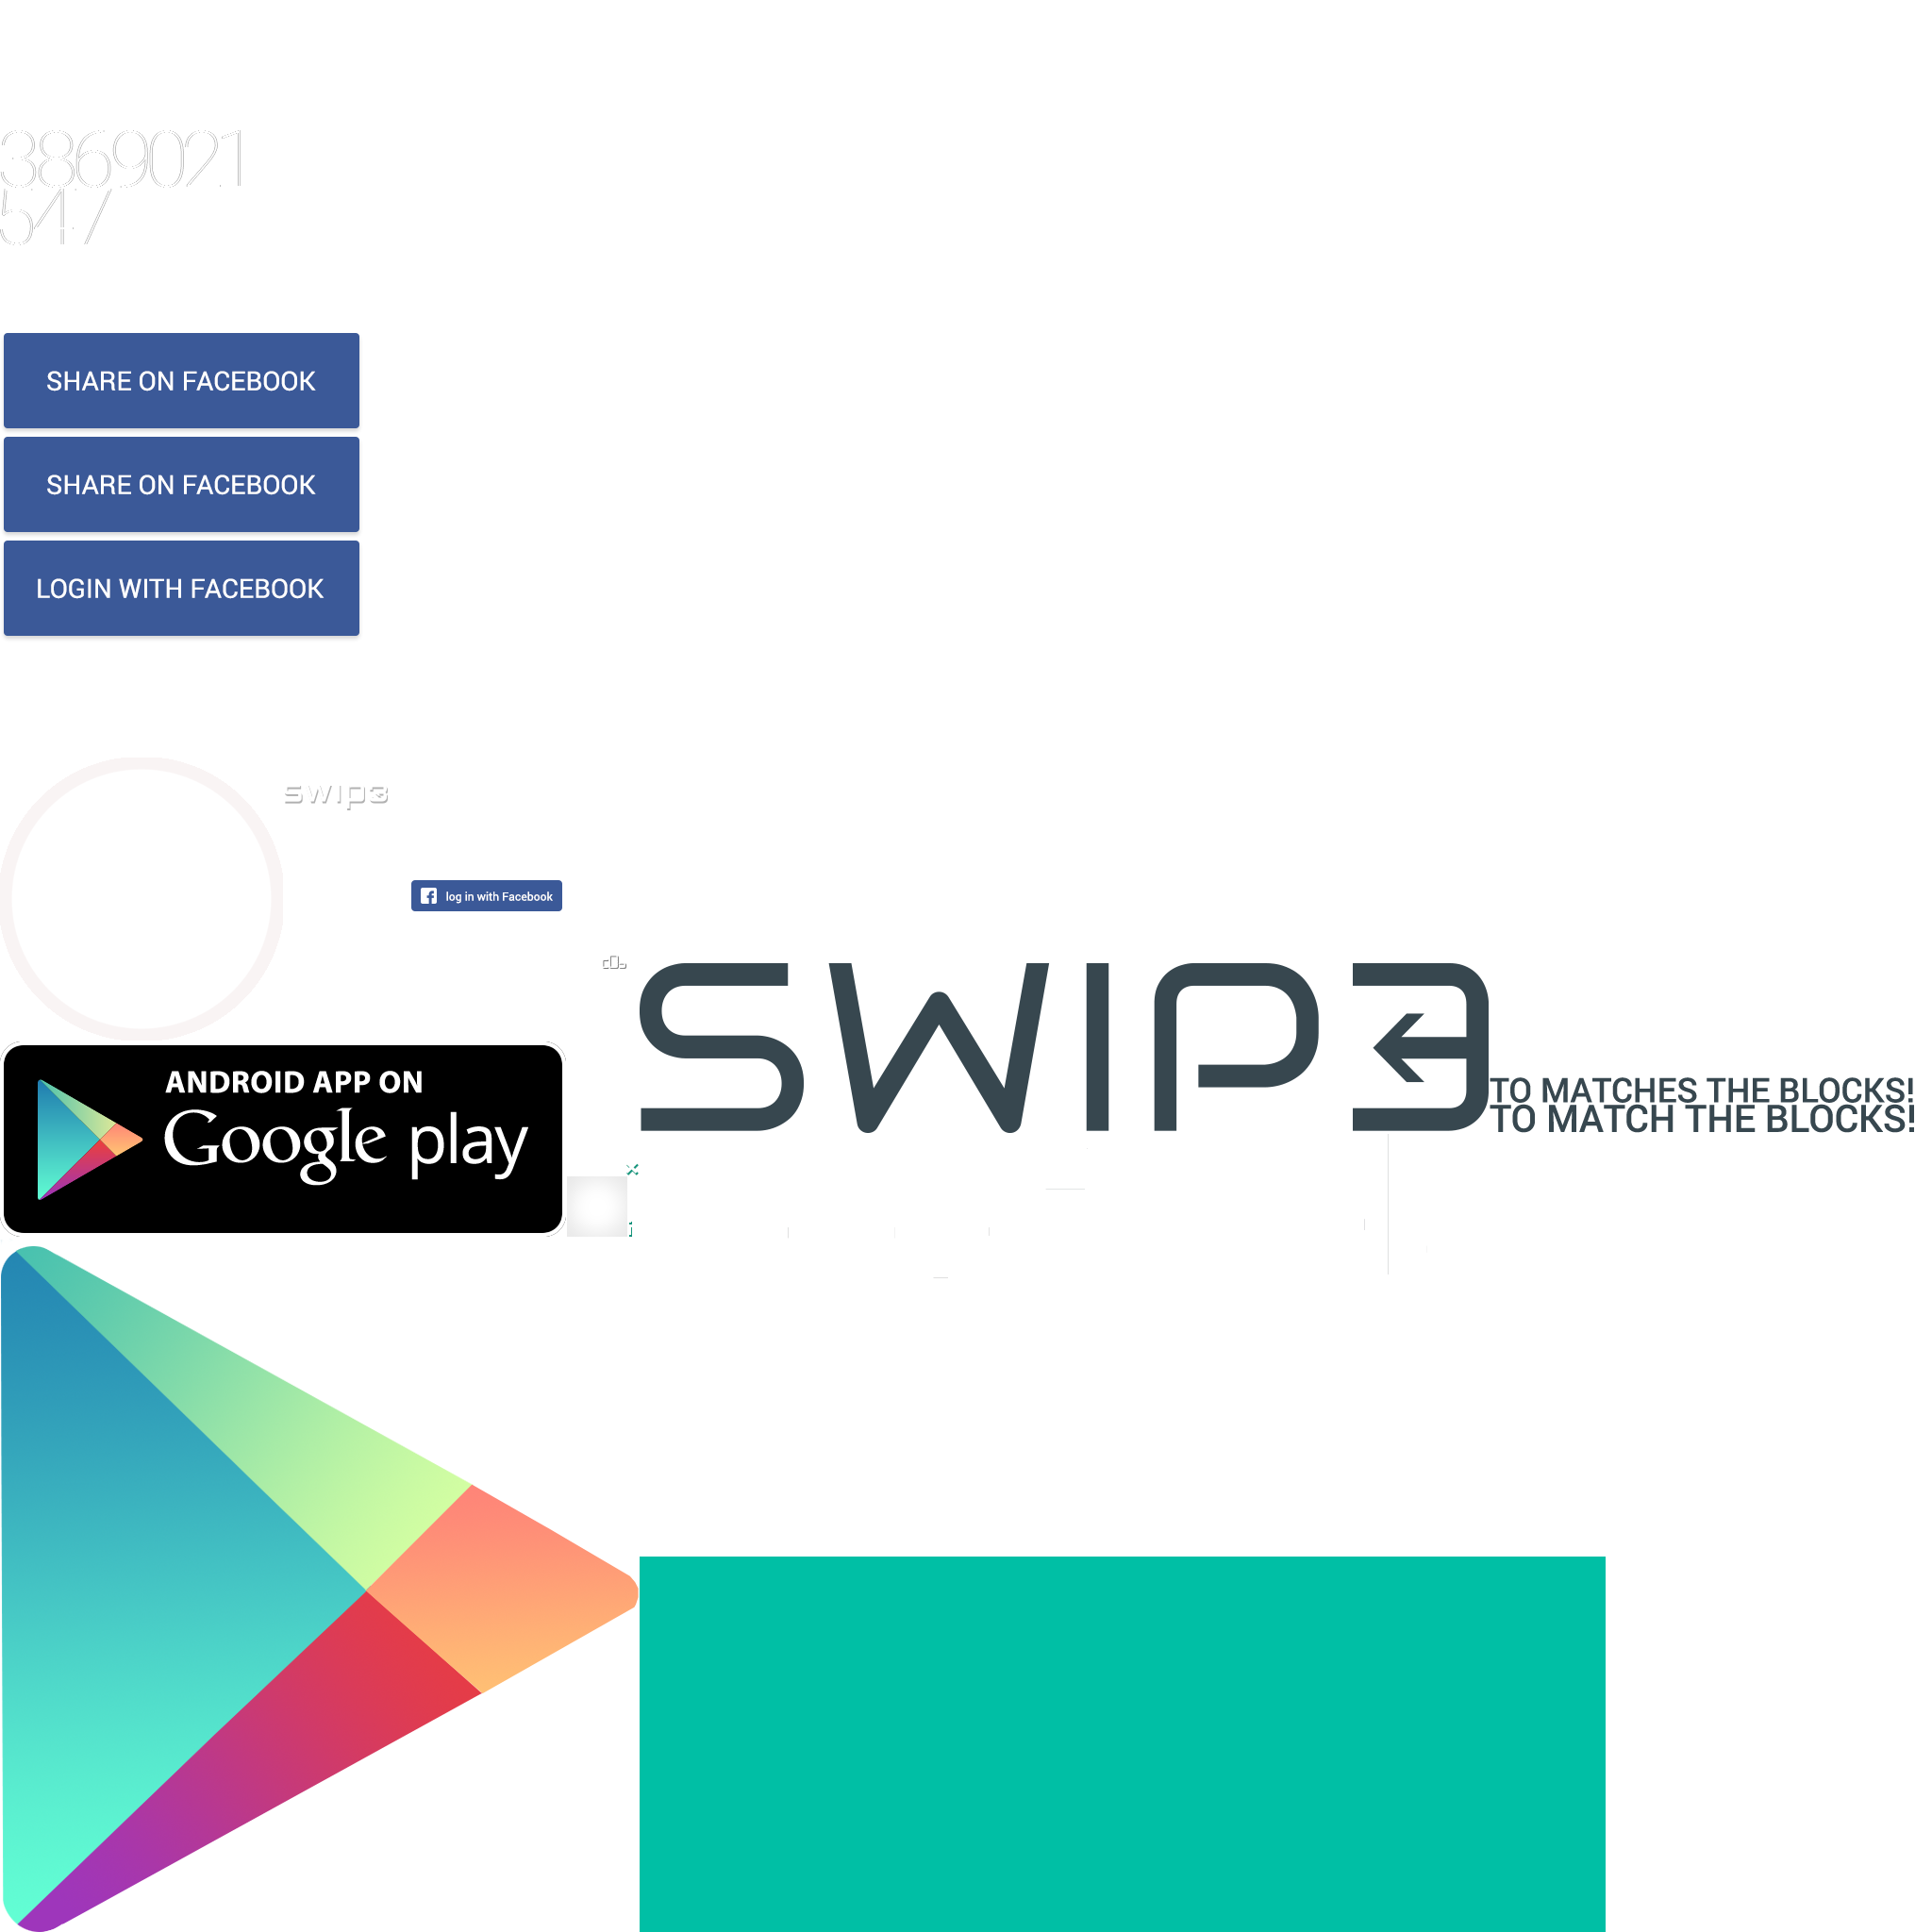 3869021
547
SHARE ON FACEBOOK
SHARE ON FACEBOOK
LOGIN WITH FACEBOOK
SWIP3
log in with Facebook
SWIP3
TO MATCHES THE BLOCKS!
TO MATCH THE BLOCKS!
ANDROID APP ON
Google play